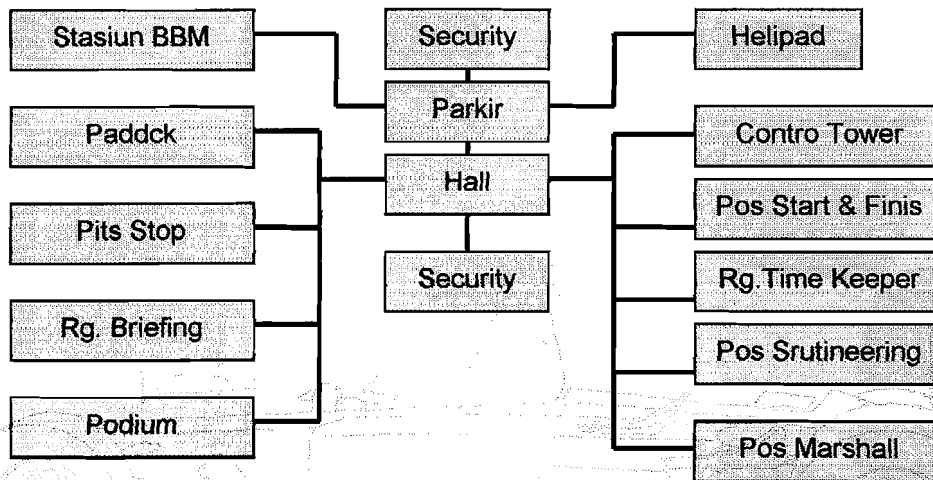 Stasiun BBM
Security
Helipad
Parkir
Paddck
Contro Tower
Hall
Pits Stop
Pos Start & Finis
Security
Rg.Time Keeper
Rg. Briefing
Pos Srutineering
Podium
Pos Marshall